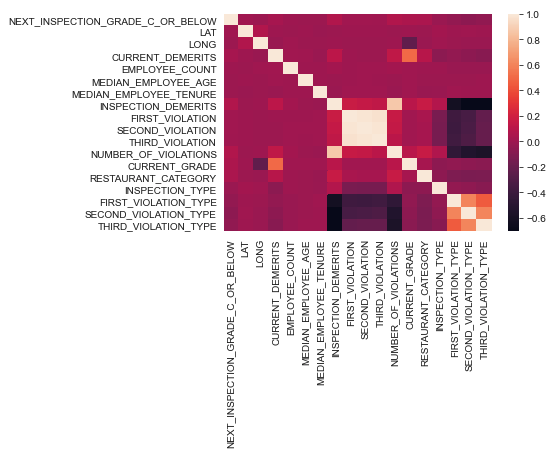 NEXT_INSPECTION_GRADE_C_OR_BELOW
LAT
LONG
CURRENT_DEMERITS
EMPLOYEE_COUNT
MEDIAN_EMPLOYEE_AGE
MEDIAN_EMPLOYEE_TENURE
INSPECTION_DEMERITS
FIRST_VIOLATION
SECOND_VIOLATION
THIRD_VIOLATION
NUMBER_OF_VIOLATIONS
CURRENT_GRADE
RESTAURANT_CATEGORY
INSPECTION_TYPE
FIRST_VIOLATION_TYPE
SECOND_VIOLATION_TYPE
THIRD_VIOLATION_TYPE
NEXT_INSPECTION_GRADE_C_OR_BELOW
LAT
LONG
CURRENT_DEMERITS
EMPLOYEE_COUNT
MEDIAN_EMPLOYEE_AGE
MEDIAN_EMPLOYEE_TENURE
INSPECTION_DEMERITS
FIRST_VIOLATION
SECOND_VIOLATION
THIRD_VIOLATION
NUMBER_OF_VIOLATIONS
CURRENT_GRADE
RESTAURANT_CATEGORY
INSPECTION_TYPE
FIRST_VIOLATION_TYPE
SECOND_VIOLATION_TYPE
THIRD_VIOLATION_TYPE
1.0
0.8
0.6
0.4
0.2
0.0
−0.2
−0.4
−0.6